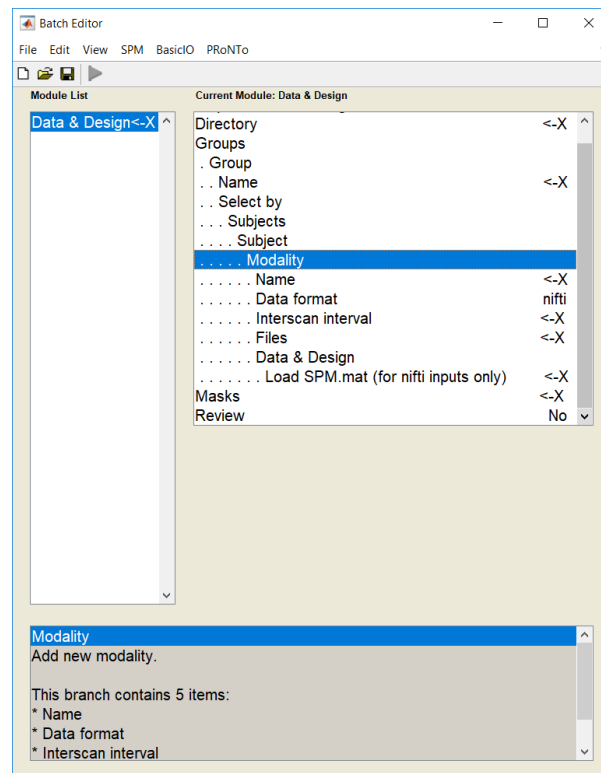 Batch Editor
File Edit View SPM BasicIO PRoNTo
Module List
Current Module: Data & Design
Data & Design<-X
Directory <-X
Groups
. Group
. . Name <-X
. . Select by
. . . Subjects
. . . . Subject
. . . . . Modality
. . . . . . Name <-X
. . . . . . Data format nifti
. . . . . . Interscan interval <-X
. . . . . . Files <-X
. . . . . . Data & Design
. . . . . . . Load SPM.mat (for nifti inputs only) <-X
Masks <-X
Review No
Modality
Add new modality.
This branch contains 5 items:
* Name
* Data format
* Interscan interval